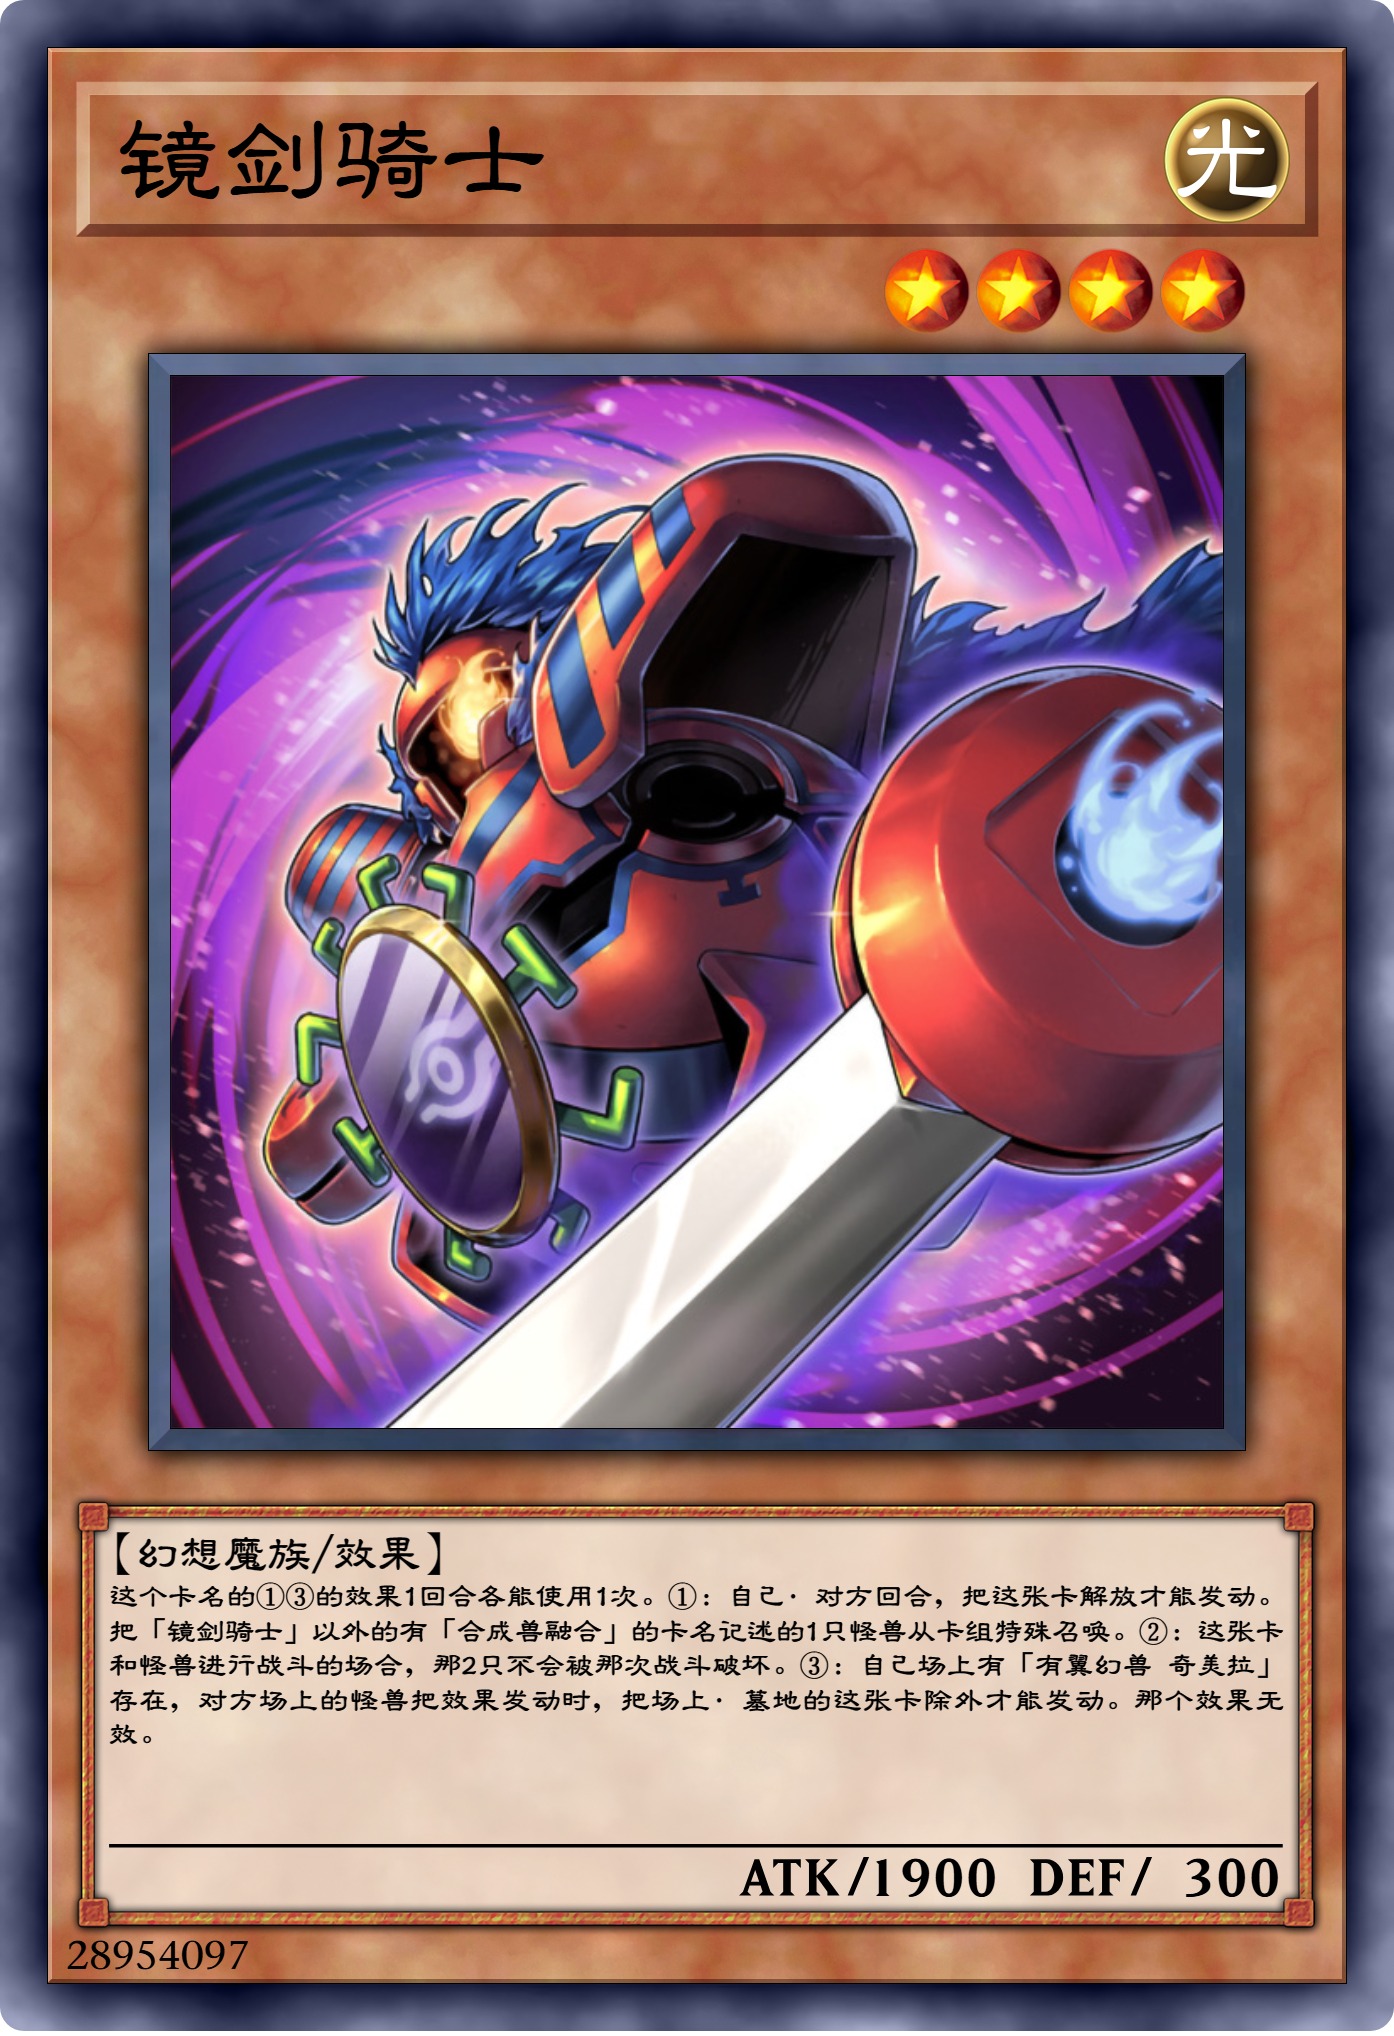 镜剑骑士
光
【幻想魔族/效果】
这个卡名的①③的效果1回合各能使用1次。①：自己·对方回合，把这张卡解放才能发动。
把「镜剑骑士」以外的有「合成兽融合」的卡名记述的1只怪兽从卡组特殊召唤。②：这张卡
和怪兽进行战斗的场合，那2只不会被那次战斗破坏。③：自己场上有「有翼幻兽 奇美拉」
存在，对方场上的怪兽把效果发动时，把场上·墓地的这张卡除外才能发动。那个效果无
效。
ATK/1900 DEF/ 300
28954097